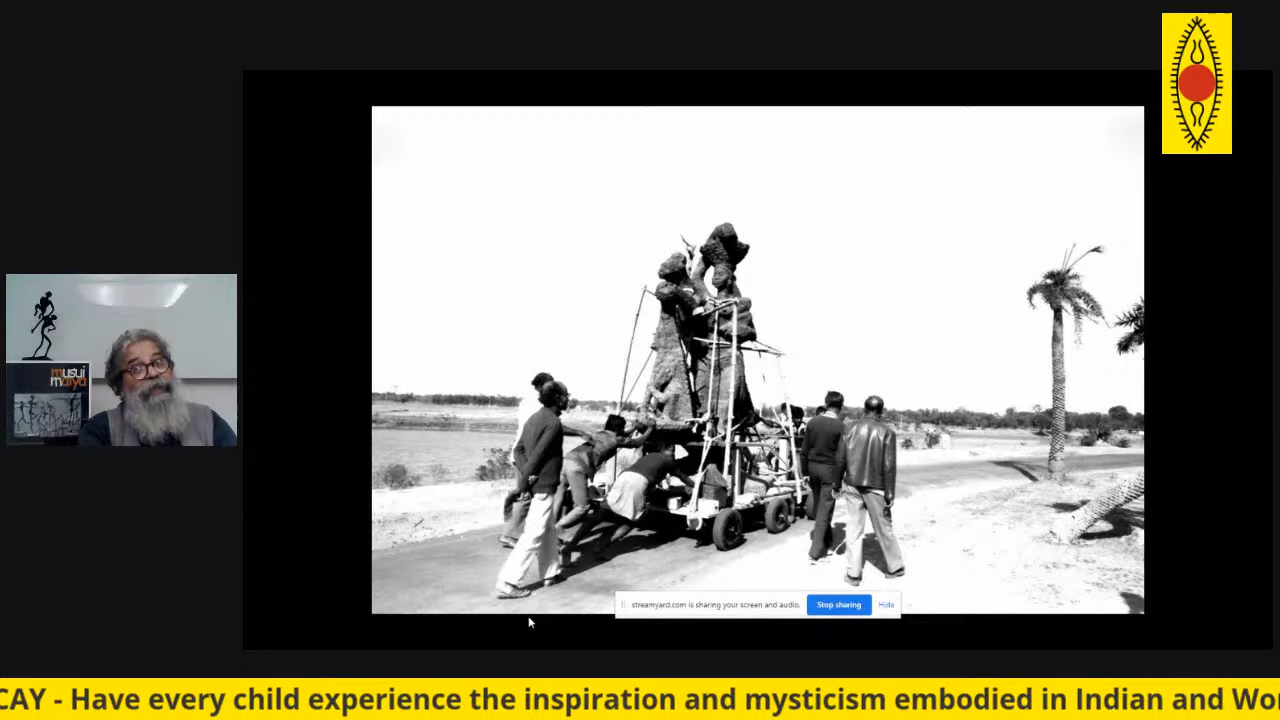 musui
maiya
streamyard.com is sharing your screen and audio.
Stop sharing
Hide
CAY - Have every child experience the inspiration and mysticism embodied in Indian and Wo